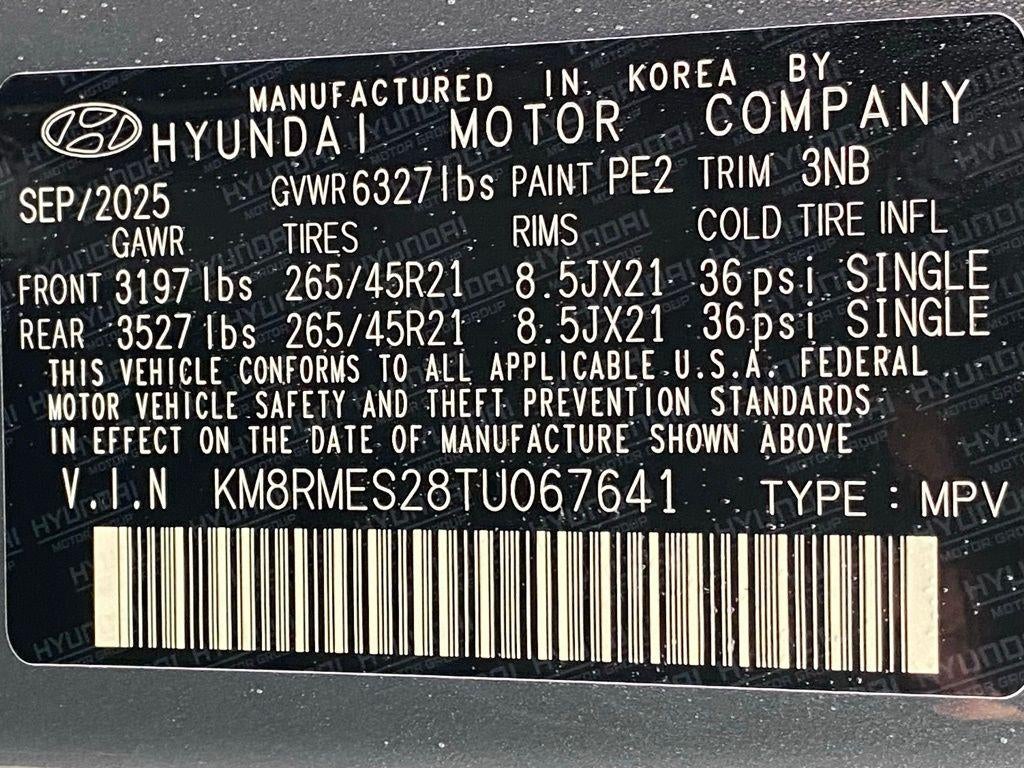 MANUFACTURED IN KOREA BY
HYUNDAI MOTOR COMPANY
SEP/2025 GVWR 6327lbs PAINT PE2 TRIM 3NB
GAWR TIRES RIMS COLD TIRE INFL
FRONT 3197lbs 265/45R21 8.5JX21 36psi SINGLE
REAR 3527lbs 265/45R21 8.5JX21 36psi SINGLE
THIS VEHICLE CONFORMS TO ALL APPLICABLE U.S.A. FEDERAL
MOTOR VEHICLE SAFETY AND THEFT PREVENTION STANDARDS
IN EFFECT ON THE DATE OF MANUFACTURE SHOWN ABOVE
V.I.N KM8RMES28TU067641 TYPE : MPV